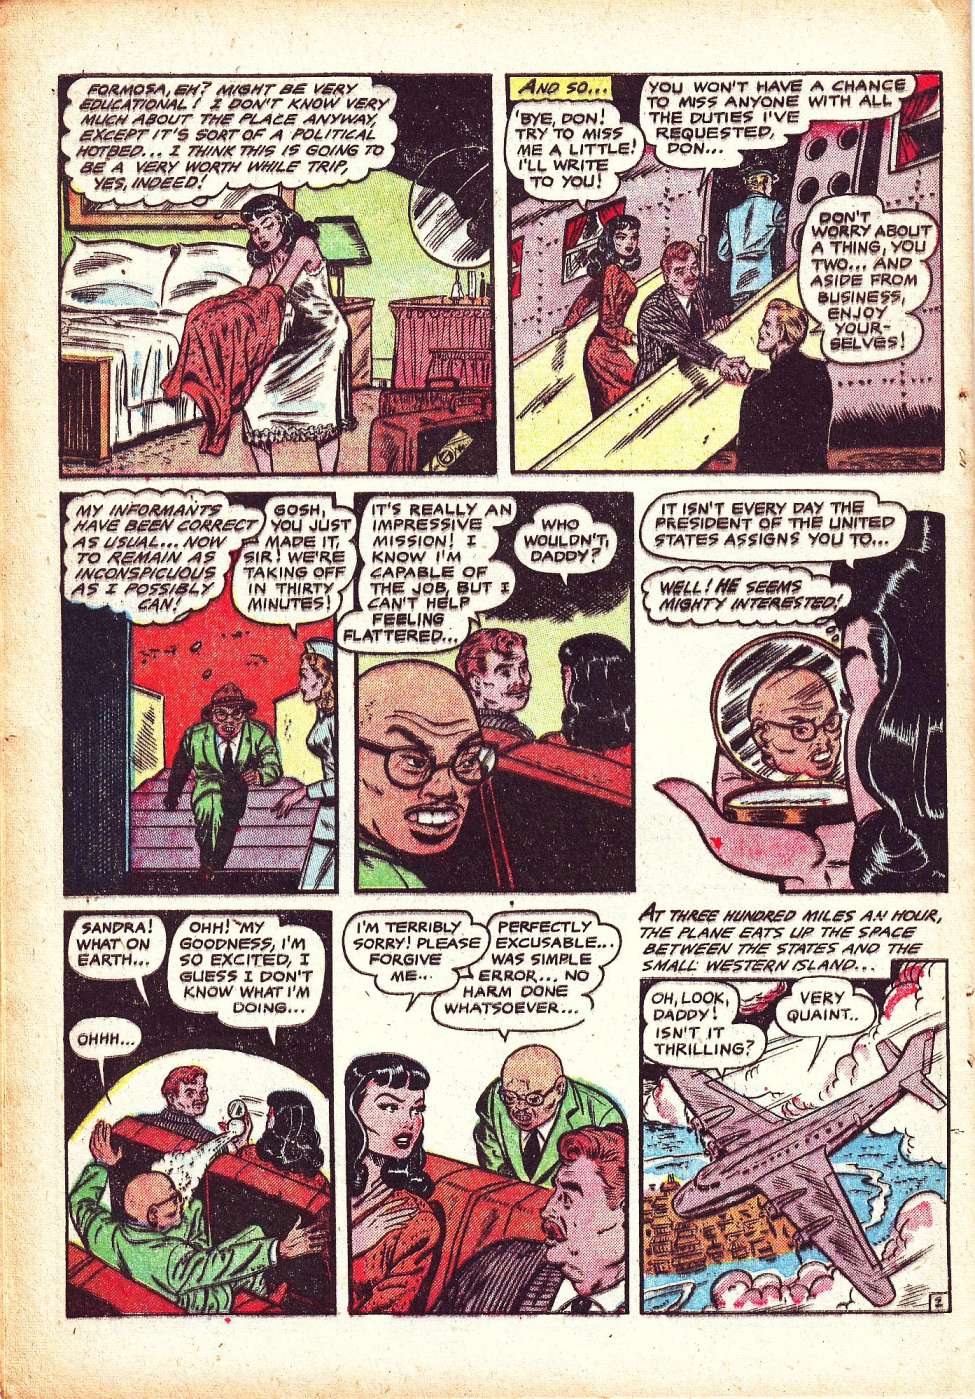 FORMOSA, EH? MIGHT BE VERY
EDUCATIONAL! I DON'T KNOW VERY
MUCH ABOUT THE PLACE ANYWAY,
EXCEPT IT'S SORT OF A POLITICAL
HOTBED... I THINK THIS IS GOING TO
BE A VERY WORTH WHILE TRIP,
YES, INDEED!
AND SO...
'BYE, DON!
TRY TO MISS
ME A LITTLE!
I'LL WRITE
TO YOU!
YOU WON'T HAVE A CHANCE
TO MISS ANYONE WITH ALL
THE DUTIES I'VE
REQUESTED,
DON...
DON'T
WORRY ABOUT
A THING, YOU
TWO... AND
ASIDE FROM
BUSINESS,
ENJOY
YOUR-
SELVES!
MY INFORMANTS
HAVE BEEN CORRECT
AS USUAL... NOW
TO REMAIN AS
INCONSPICUOUS
AS I POSSIBLY
CAN!
GOSH,
YOU JUST
MADE IT,
SIR! WE'RE
TAKING OFF
IN THIRTY
MINUTES!
IT'S REALLY AN
IMPRESSIVE
MISSION! I
KNOW I'M
CAPABLE OF
THE JOB, BUT I
CAN'T HELP
FEELING
FLATTERED...
WHO
WOULDN'T,
DADDY?
IT ISN'T EVERY DAY THE
PRESIDENT OF THE UNITED
STATES ASSIGNS YOU TO...
WELL! HE SEEMS
MIGHTY INTERESTED!
SANDRA!
WHAT ON
EARTH...
OHH! MY
GOODNESS, I'M
SO EXCITED, I
GUESS I DON'T
KNOW WHAT I'M
DOING...
OHHH...
I'M TERRIBLY
SORRY! PLEASE
FORGIVE
ME...
PERFECTLY
EXCUSABLE...
WAS SIMPLE
ERROR... NO
HARM DONE
WHATSOEVER...
AT THREE HUNDRED MILES AN HOUR,
THE PLANE EATS UP THE SPACE
BETWEEN THE STATES AND THE
SMALL WESTERN ISLAND...
OH, LOOK,
DADDY!
ISN'T IT
THRILLING?
VERY
QUAINT..
2